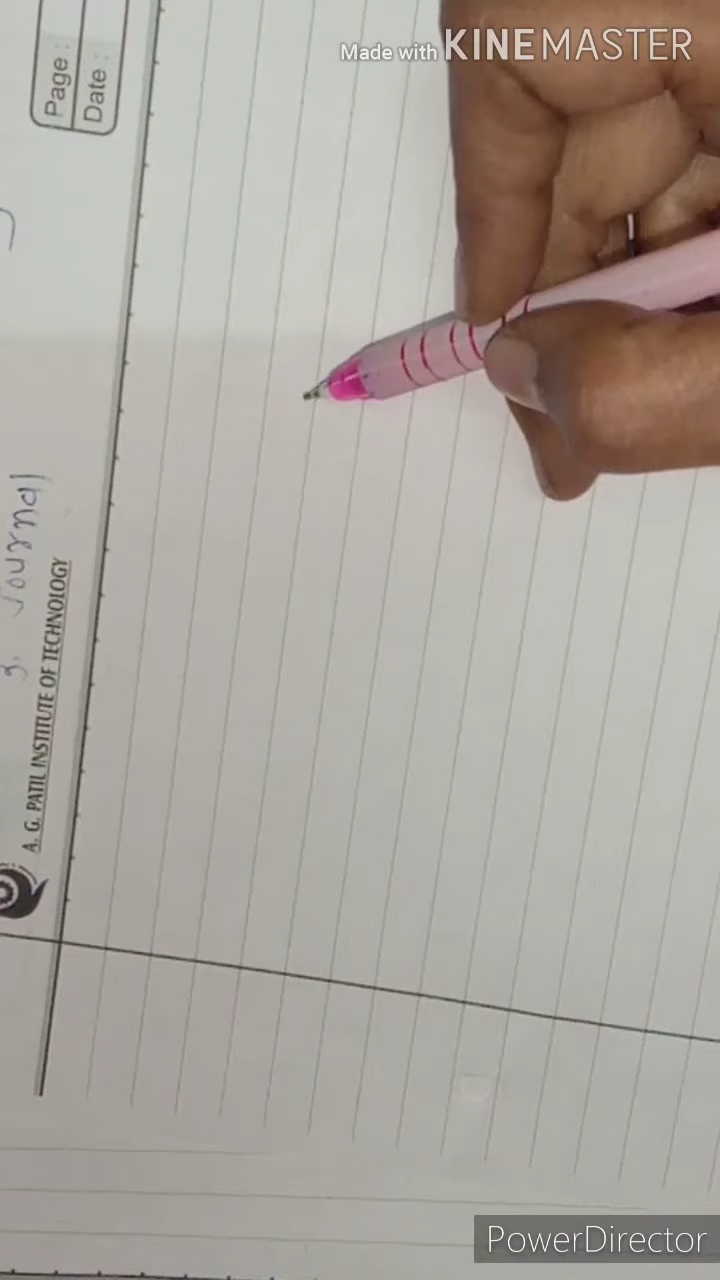 Made with KINEMASTER
Page :
Date :
3. Journal
A. G. PATIL INSTITUTE OF TECHNOLOGY
PowerDirector